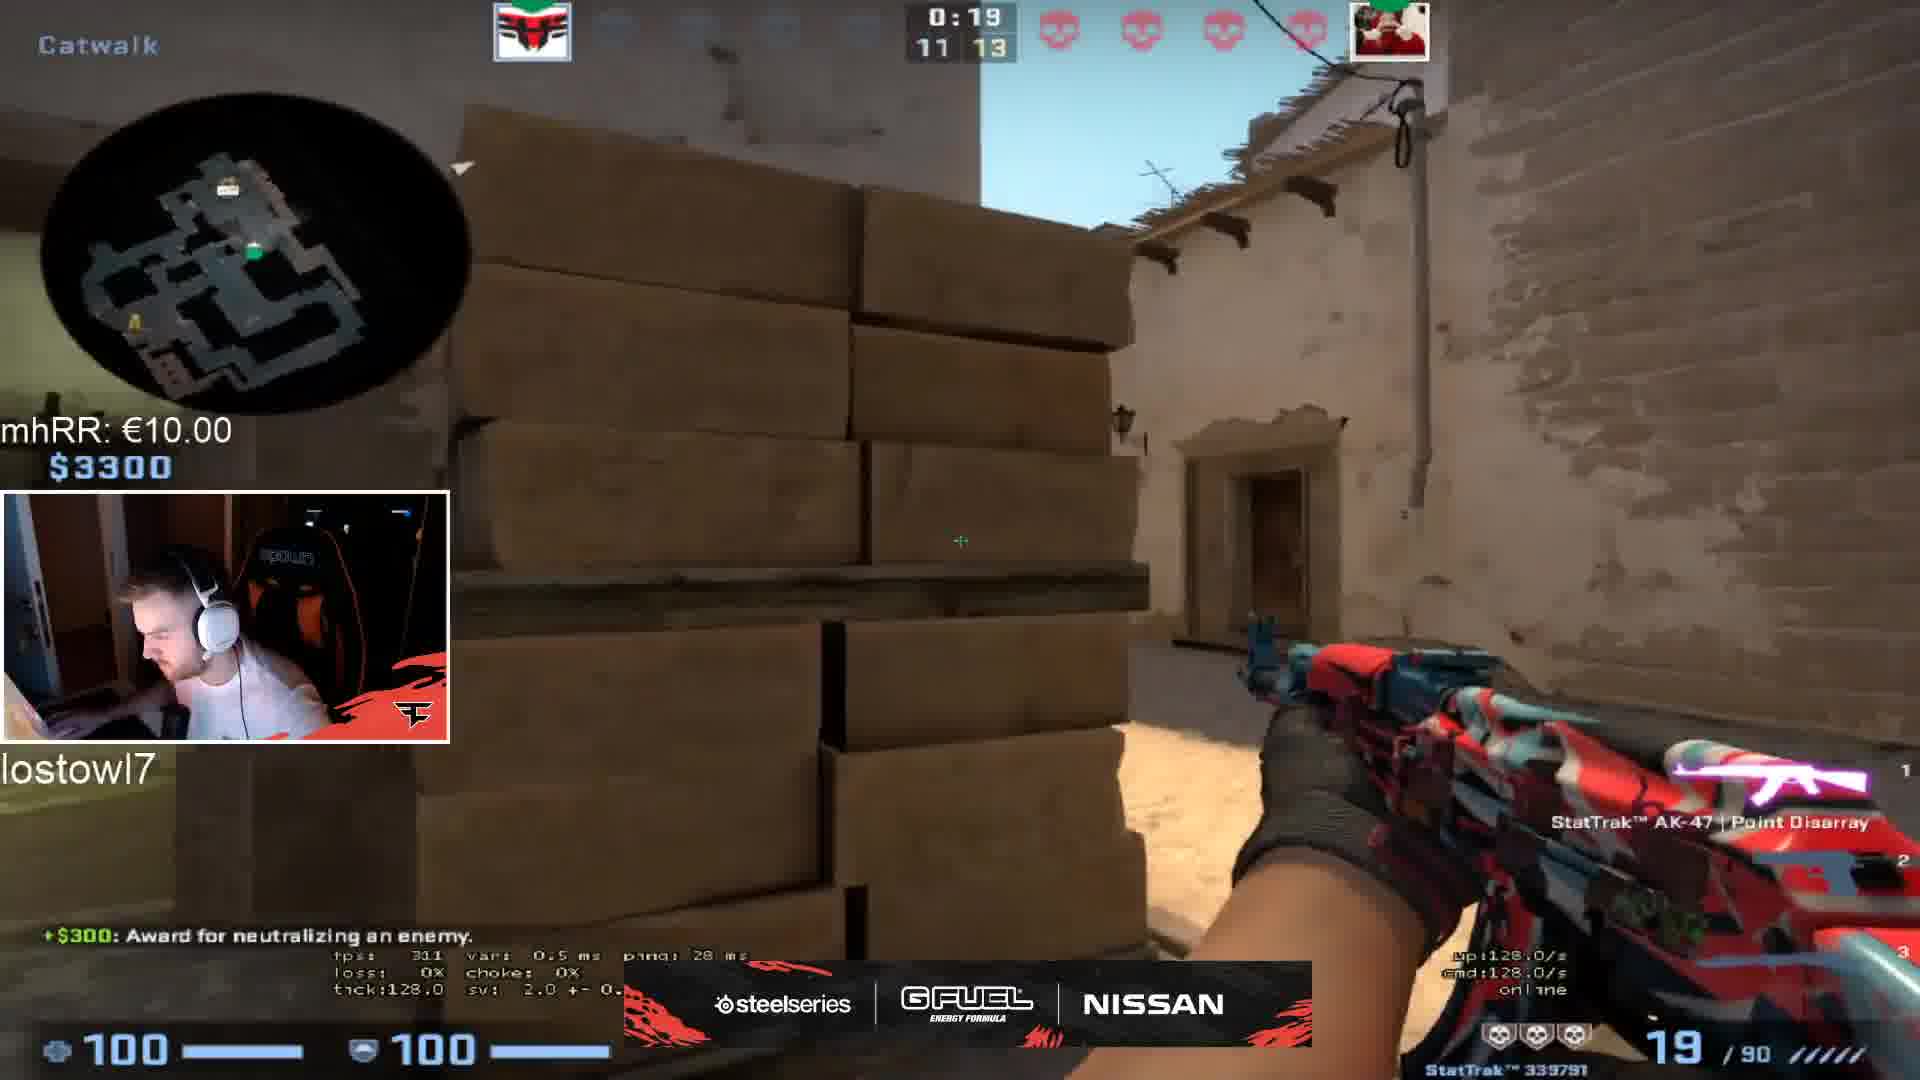 Catwalk
0:19
11 13
mhRR: €10.00
$3300
lostowl7
1
StatTrak™ AK-47 | Point Disarray
2
3
+$300: Award for neutralizing an enemy.
fps: 311 var: 0.5 ms ping: 28 ms
loss: 0% choke: 0%
tick:128.0 sv: 2.0 +- 0.
up:128.0/s
cmd:128.0/s
online
steelseries
GFUEL
ENERGY FORMULA
NISSAN
100
100
19 / 90
StatTrak™ 339791